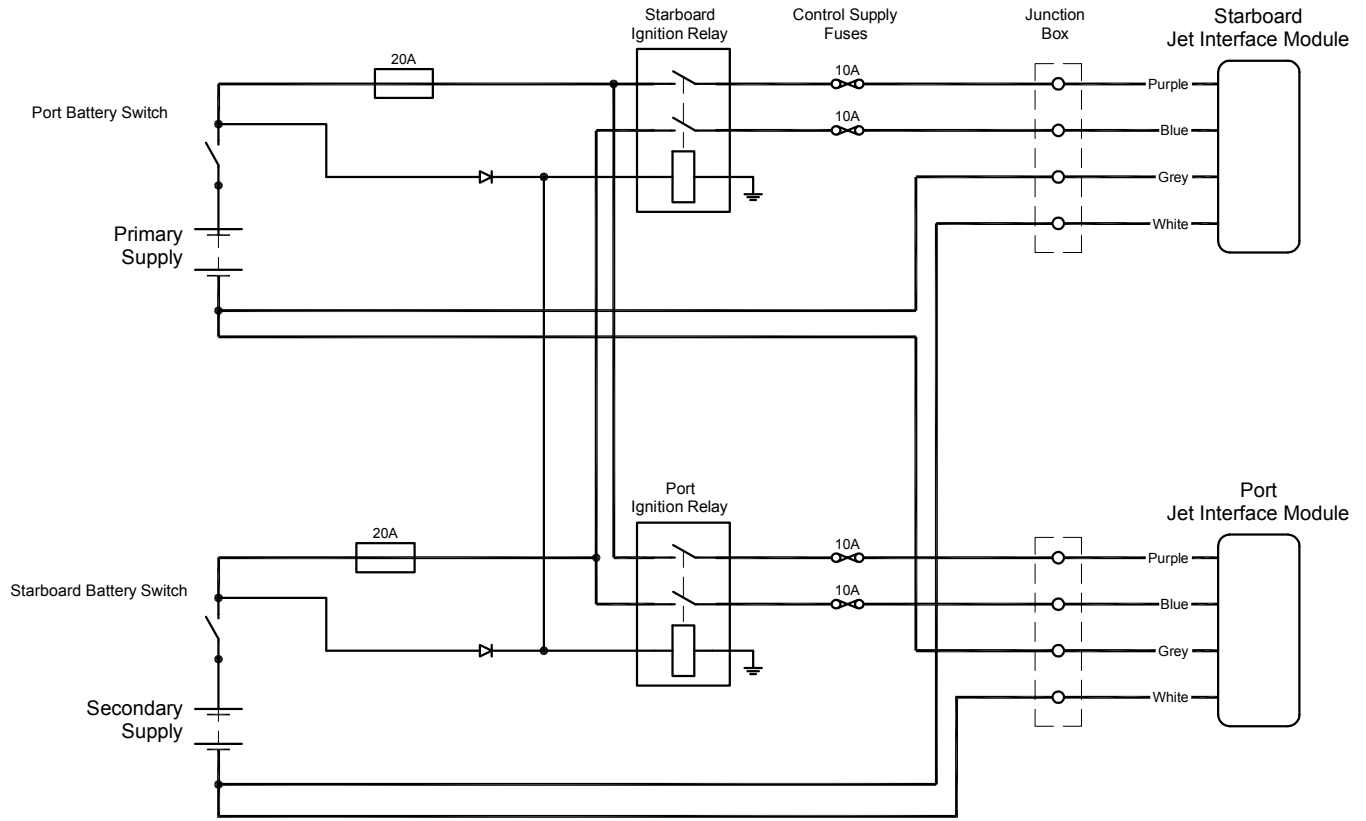 Starboard
Ignition Relay
Control Supply
Fuses
Junction
Box
Starboard
Jet Interface Module
20A
10A
Purple
Port Battery Switch
10A
Blue
Grey
White
Primary
Supply
Port
Ignition Relay
Port
Jet Interface Module
20A
10A
Purple
Starboard Battery Switch
10A
Blue
Grey
White
Secondary
Supply